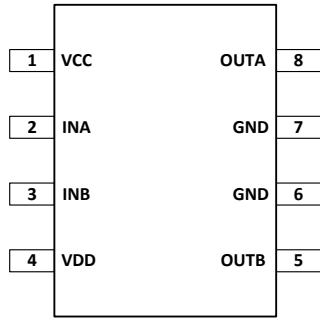 1 VCC OUTA 8
2 INA GND 7
3 INB GND 6
4 VDD OUTB 5